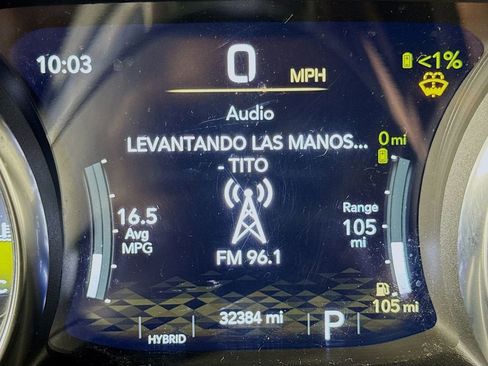 10:03
0 MPH
<1%
Audio
LEVANTANDO LAS MANOS...
- TITO
0 mi
16.5
Avg
MPG
Range
105
mi
FM 96.1
105 mi
HYBRID
32384 mi
P
C